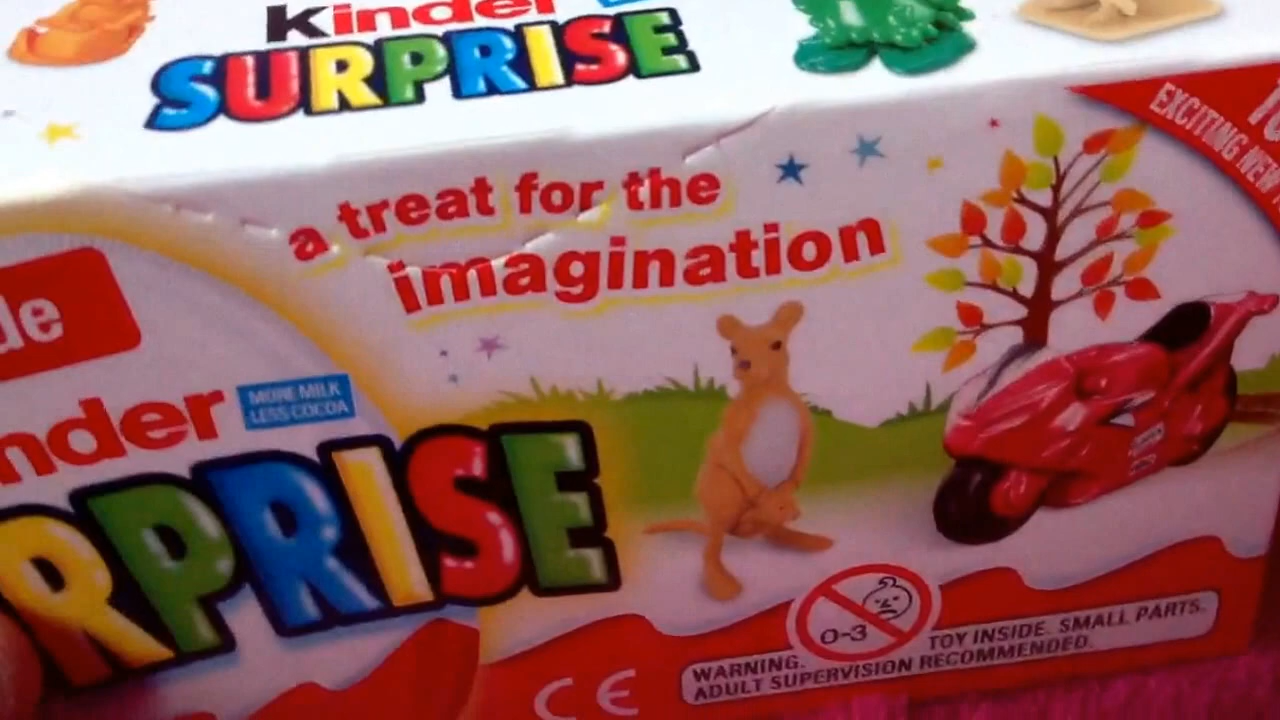 Kinder
SURPRISE
a treat for the
imagination
EXCITING NEW
de
nder
MORE MILK
LESS COCOA
RPRISE
0-3
WARNING. TOY INSIDE. SMALL PARTS.
ADULT SUPERVISION RECOMMENDED.
CE